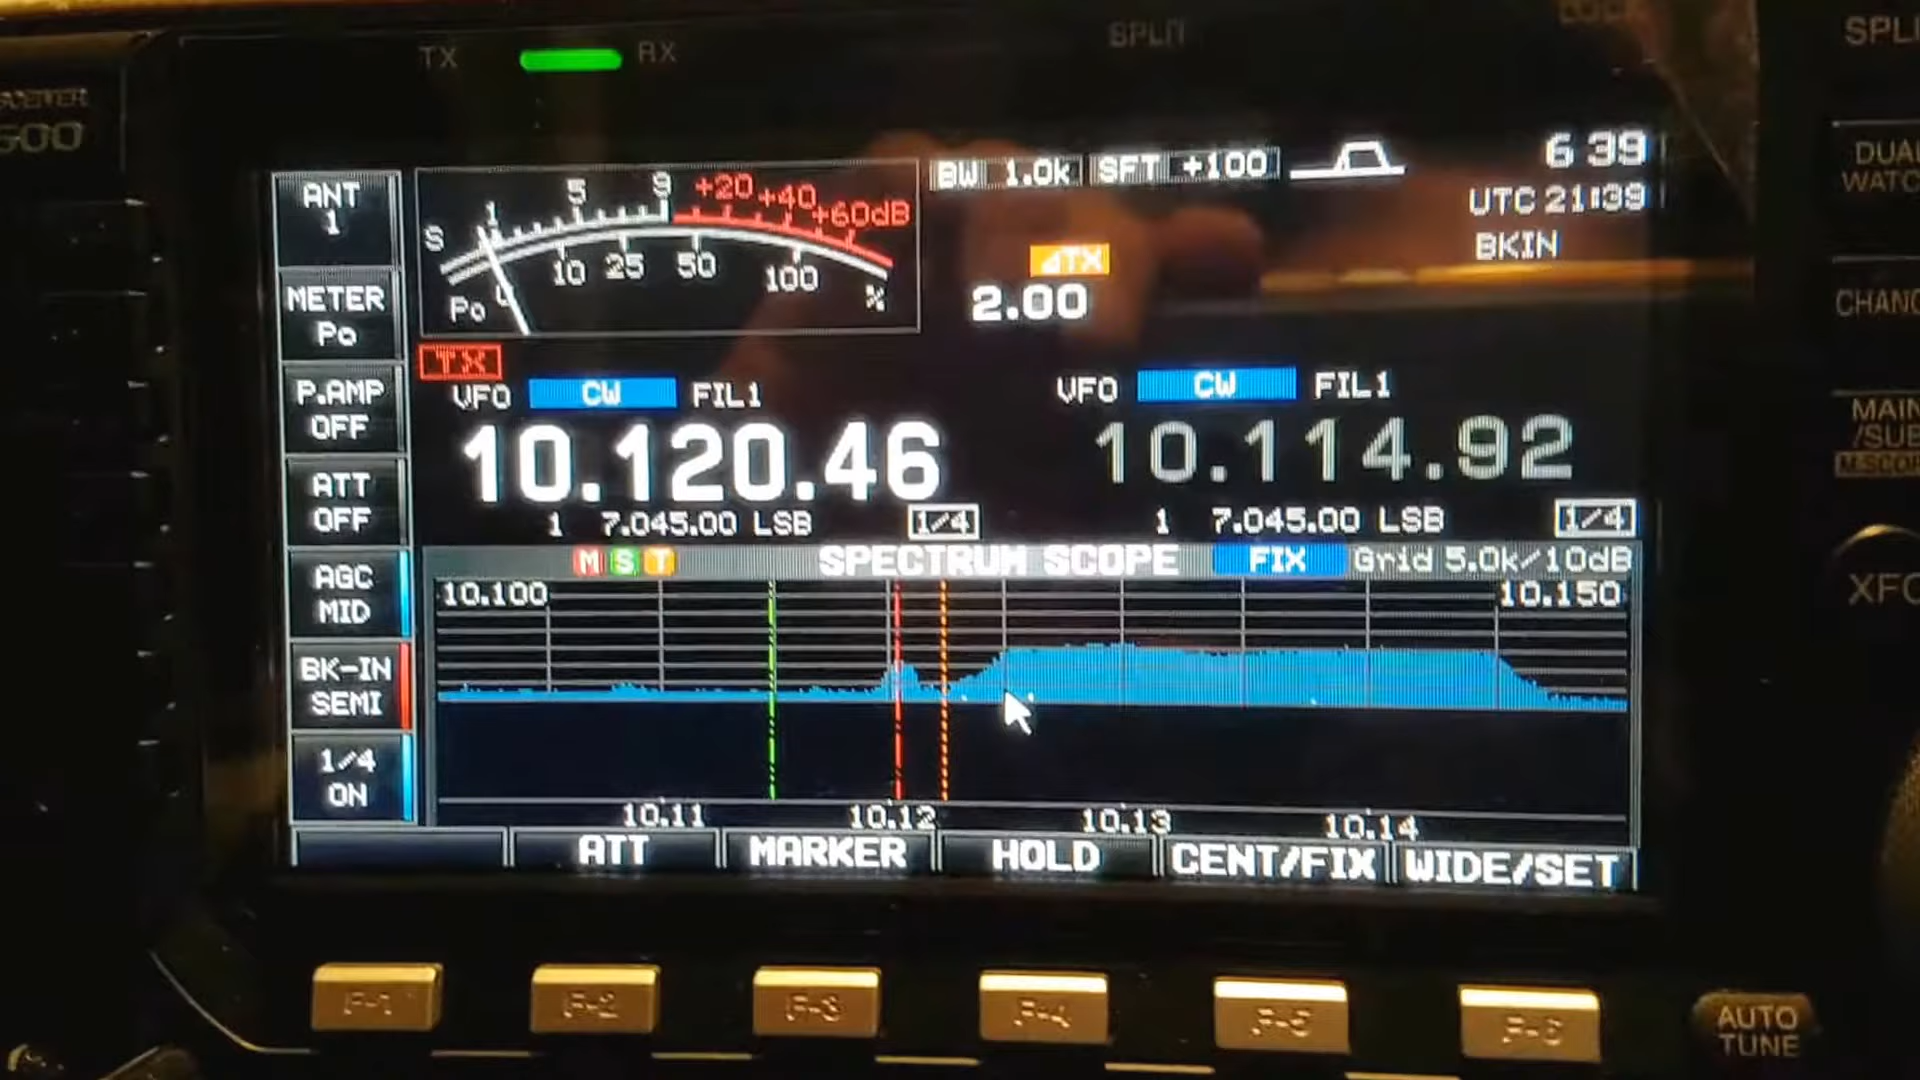 TX RX SPLIT LOCK SPLI
ANT
1
METER
Po
P.AMP
OFF
ATT
OFF
AGC
MID
BK-IN
SEMI
1/4
ON
S 1 5 9 +20 +40 +60dB
Po 0 10 25 50 100 %
BW 1.0k SFT +100
6 39
UTC 21:39
BKIN
⊿TX
2.00
TX
VFO CW FIL1
10.120.46
1 7.045.00 LSB 1/4
VFO CW FIL1
10.114.92
1 7.045.00 LSB 1/4
M S T SPECTRUM SCOPE FIX Grid 5.0k/10dB
10.100 10.150
10.11 10.12 10.13 10.14
ATT MARKER HOLD CENT/FIX WIDE/SET
F-1 F-2 F-3 F-4 F-5 F-6
DUAL
WATC
CHANG
MAIN
/SUB
M.SCOP
XFC
AUTO
TUNE